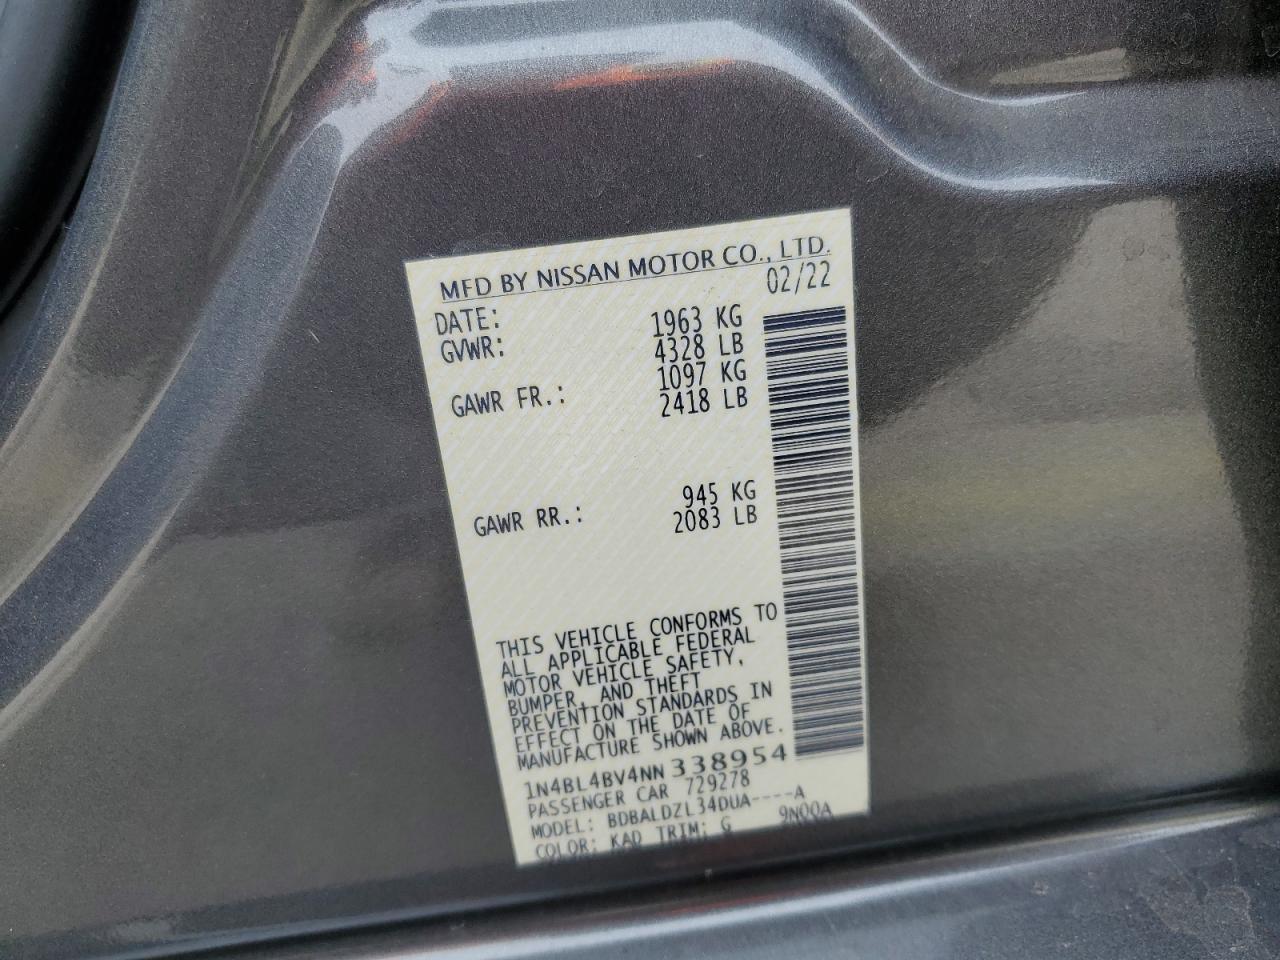 MFD BY NISSAN MOTOR CO., LTD.
DATE: 02/22
GVWR: 1963 KG
4328 LB
GAWR FR.: 1097 KG
2418 LB
GAWR RR.: 945 KG
2083 LB
THIS VEHICLE CONFORMS TO
ALL APPLICABLE FEDERAL
MOTOR VEHICLE SAFETY,
BUMPER, AND THEFT
PREVENTION STANDARDS IN
EFFECT ON THE DATE OF
MANUFACTURE SHOWN ABOVE.
1N4BL4BV4NN338954
PASSENGER CAR 729278
MODEL: BDBALDZL34DUA----A
COLOR: KAD TRIM: G 9N00A